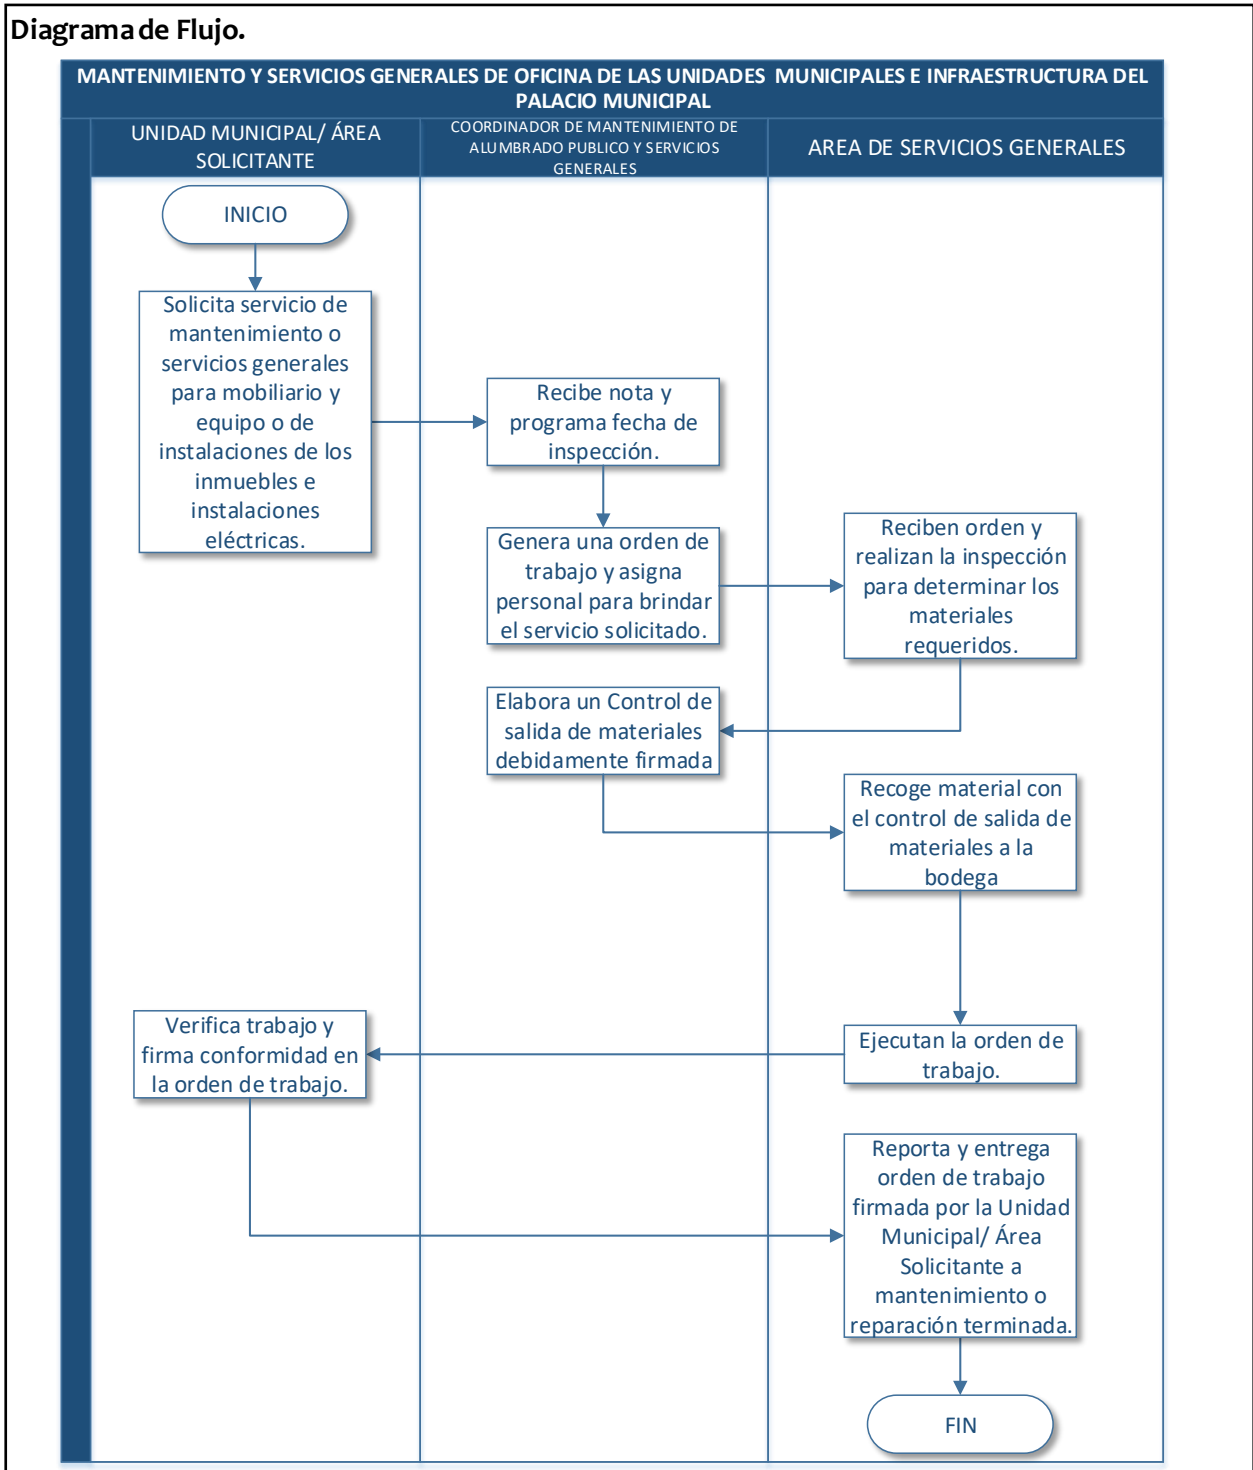 Diagrama de Flujo.
MANTENIMIENTO Y SERVICIOS GENERALES DE OFICINA DE LAS UNIDADES MUNICIPALES E INFRAESTRUCTURA DEL
PALACIO MUNICIPAL
UNIDAD MUNICIPAL/ ÁREA
SOLICITANTE
COORDINADOR DE MANTENIMIENTO DE
ALUMBRADO PUBLICO Y SERVICIOS
GENERALES
AREA DE SERVICIOS GENERALES
INICIO
Solicita servicio de
mantenimiento o
servicios generales
para mobiliario y
equipo o de
instalaciones de los
inmuebles e
instalaciones
eléctricas.
Recibe nota y
programa fecha de
inspección.
Genera una orden de
trabajo y asigna
personal para brindar
el servicio solicitado.
Reciben orden y
realizan la inspección
para determinar los
materiales
requeridos.
Elabora un Control de
salida de materiales
debidamente firmada
Recoge material con
el control de salida de
materiales a la
bodega
Ejecutan la orden de
trabajo.
Verifica trabajo y
firma conformidad en
la orden de trabajo.
Reporta y entrega
orden de trabajo
firmada por la Unidad
Municipal/ Área
Solicitante a
mantenimiento o
reparación terminada.
FIN